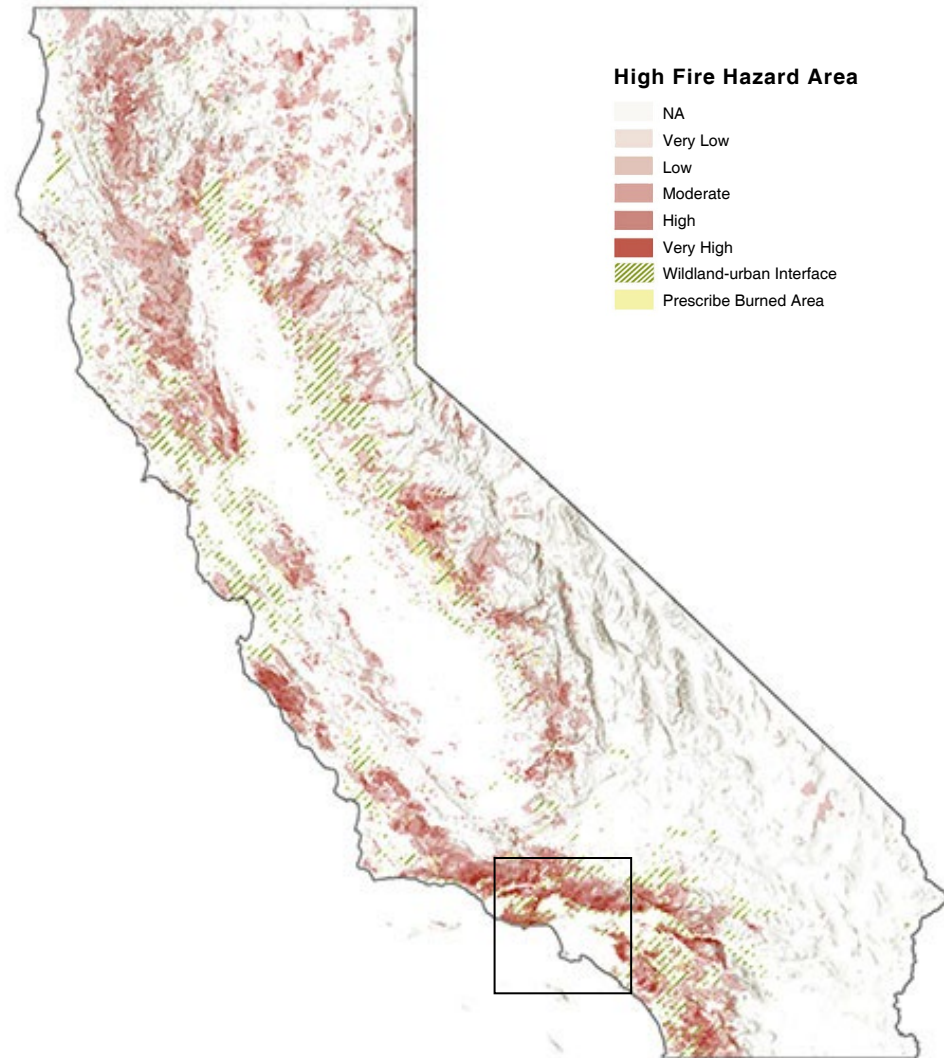 High Fire Hazard Area
NA
Very Low
Low
Moderate
High
Very High
Wildland-urban Interface
Prescribe Burned Area